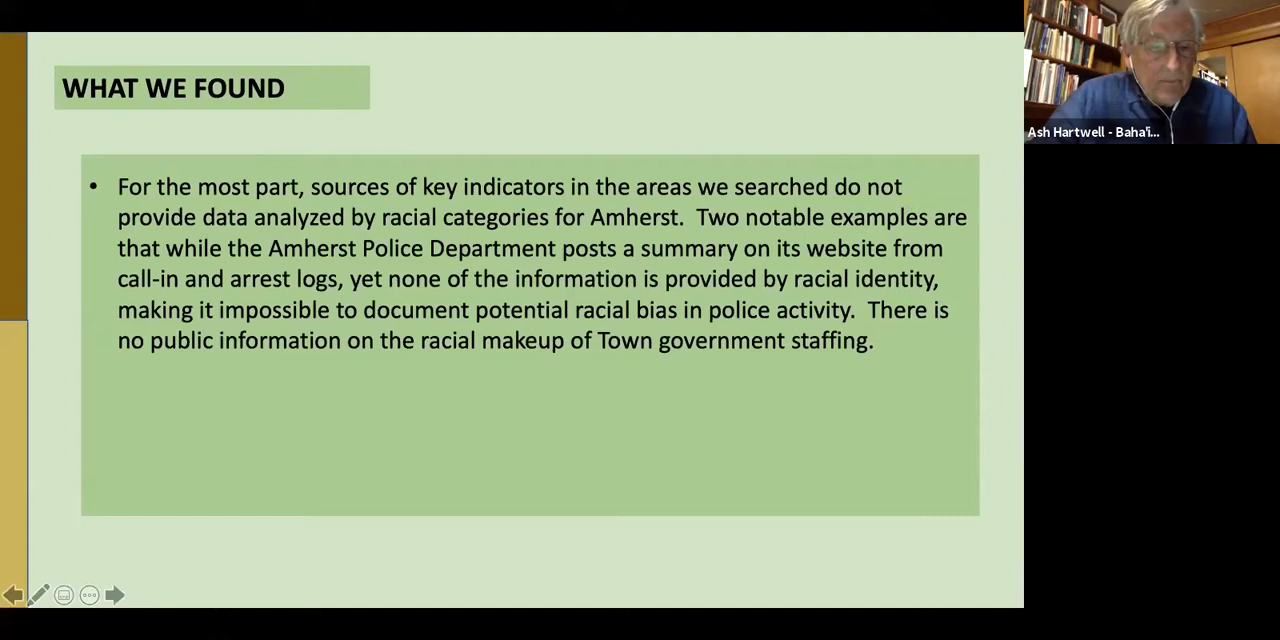 WHAT WE FOUND
• For the most part, sources of key indicators in the areas we searched do not
provide data analyzed by racial categories for Amherst.  Two notable examples are
that while the Amherst Police Department posts a summary on its website from
call-in and arrest logs, yet none of the information is provided by racial identity,
making it impossible to document potential racial bias in police activity.  There is
no public information on the racial makeup of Town government staffing.
Ash Hartwell - Baha'i...